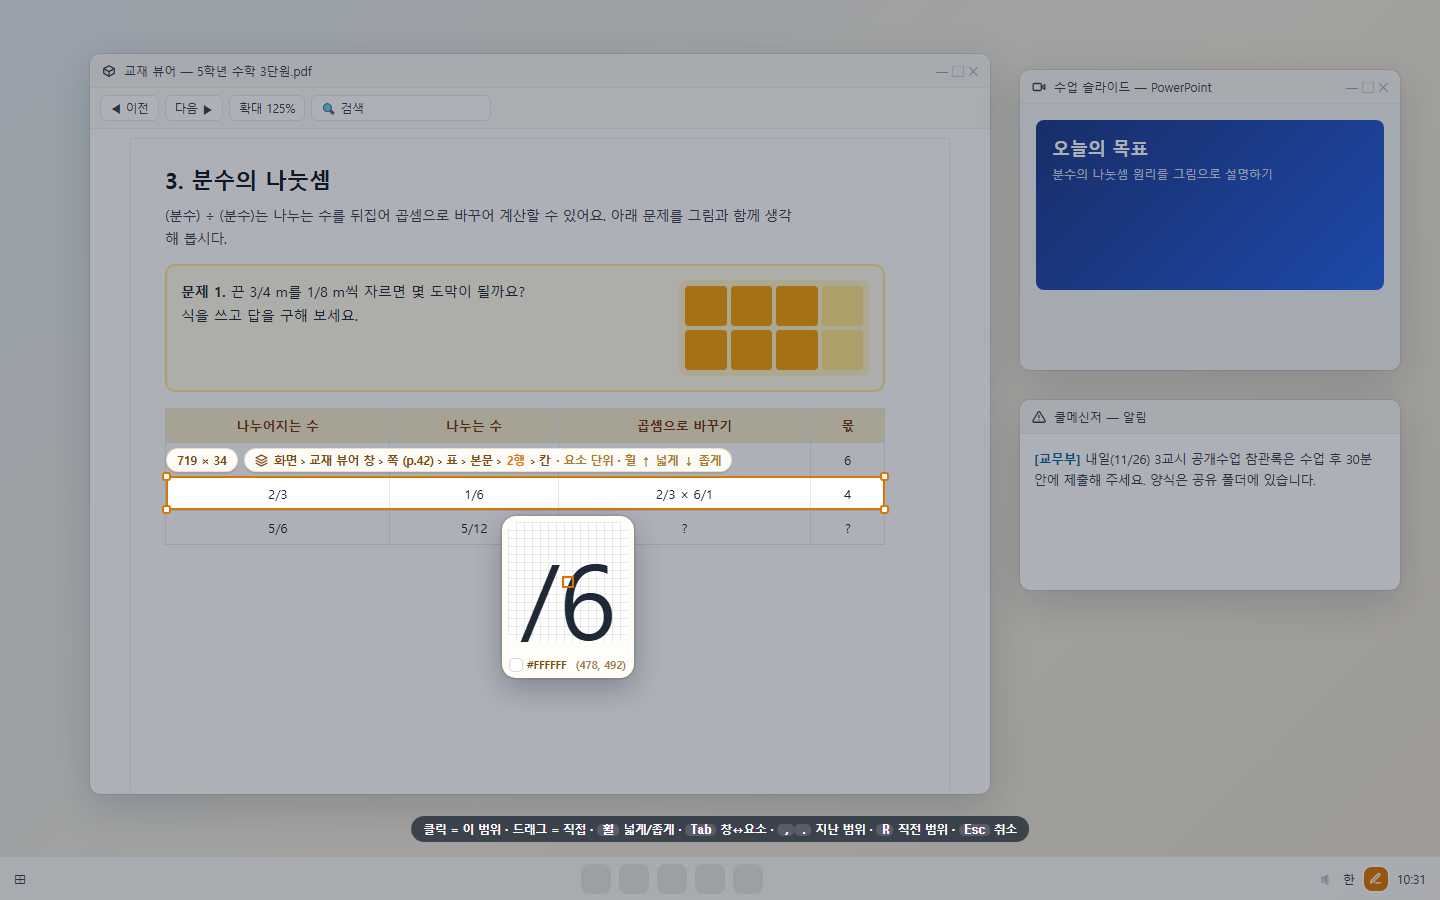 교재 뷰어 — 5학년 수학 3단원.pdf
◀ 이전 다음 ▶ 확대 125% 검색
3. 분수의 나눗셈
(분수) ÷ (분수)는 나누는 수를 뒤집어 곱셈으로 바꾸어 계산할 수 있어요. 아래 문제를 그림과 함께 생각
해 봅시다.
문제 1. 끈 3/4 m를 1/8 m씩 자르면 몇 도막이 될까요?
식을 쓰고 답을 구해 보세요.
나누어지는 수 나누는 수 곱셈으로 바꾸기 몫
719 × 34 화면 › 교재 뷰어 창 › 쪽 (p.42) › 표 › 본문 › 2행 › 칸 · 요소 단위 · 휠 ↑ 넓게 ↓ 좁게 6
2/3 1/6 2/3 × 6/1 4
5/6 5/12 ? ?
/6
#FFFFFF (478, 492)
수업 슬라이드 — PowerPoint
오늘의 목표
분수의 나눗셈 원리를 그림으로 설명하기
쿨메신저 — 알림
[교무부] 내일(11/26) 3교시 공개수업 참관록은 수업 후 30분
안에 제출해 주세요. 양식은 공유 폴더에 있습니다.
클릭 = 이 범위 · 드래그 = 직접 · 휠 넓게/좁게 · Tab 창↔요소 · , . 지난 범위 · R 직전 범위 · Esc 취소
한 10:31